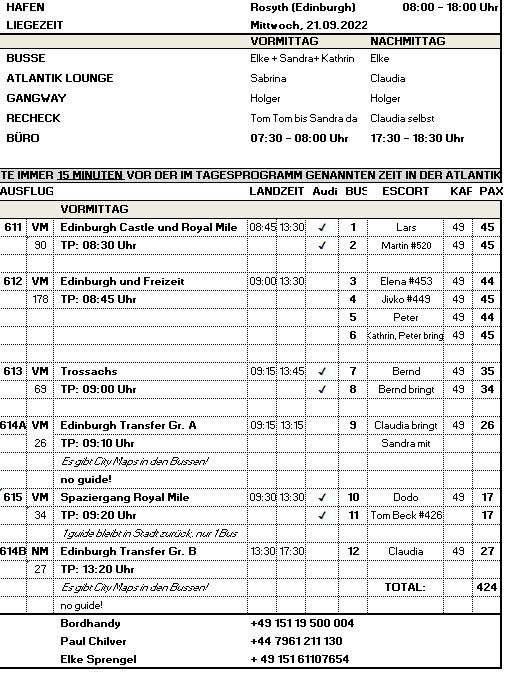 HAFEN Rosyth (Edinburgh) 08:00 - 18:00 Uhr
LIEGEZEIT Mittwoch, 21.09.2022
VORMITTAG NACHMITTAG
BUSSE Elke + Sandra+ Kathrin Elke
ATLANTIK LOUNGE Sabrina Claudia
GANGWAY Holger Holger
RECHECK Tom Tom bis Sandra da Claudia selbst
BÜRO 07:30 - 08:00 Uhr 17:30 - 18:30 Uhr
TE IMMER 15 MINUTEN VOR DER IM TAGESPROGRAMM GENANNTEN ZEIT IN DER ATLANTIK
AUSFLUG LANDZEIT Audi BUS ESCORT KAF PAX
VORMITTAG
611 VM Edinburgh Castle und Royal Mile 08:45 13:30 ✓ 1 Lars 49 45
90 TP: 08:30 Uhr ✓ 2 Martin #520 49 45
612 VM Edinburgh und Freizeit 09:00 13:30 3 Elena #453 49 44
178 TP: 08:45 Uhr 4 Jivko #449 49 45
5 Peter 49 44
6 Kathrin, Peter bring 49 45
613 VM Trossachs 09:15 13:45 ✓ 7 Bernd 49 35
69 TP: 09:00 Uhr ✓ 8 Bernd bringt 49 34
614A VM Edinburgh Transfer Gr. A 09:15 13:15 9 Claudia bringt 49 26
26 TP: 09:10 Uhr Sandra mit
Es gibt City Maps in den Bussen!
no guide!
615 VM Spaziergang Royal Mile 09:30 13:30 ✓ 10 Dodo 49 17
34 TP: 09:20 Uhr ✓ 11 Tom Beck #426 17
1 guide bleibt in Stadt zurück, nur 1 Bus
614B NM Edinburgh Transfer Gr. B 13:30 17:30 12 Claudia 49 27
27 TP: 13:20 Uhr
Es gibt City Maps in den Bussen! TOTAL: 424
no guide!
Bordhandy +49 151 19 500 004
Paul Chilver +44 7961 211 130
Elke Sprengel + 49 151 61107654